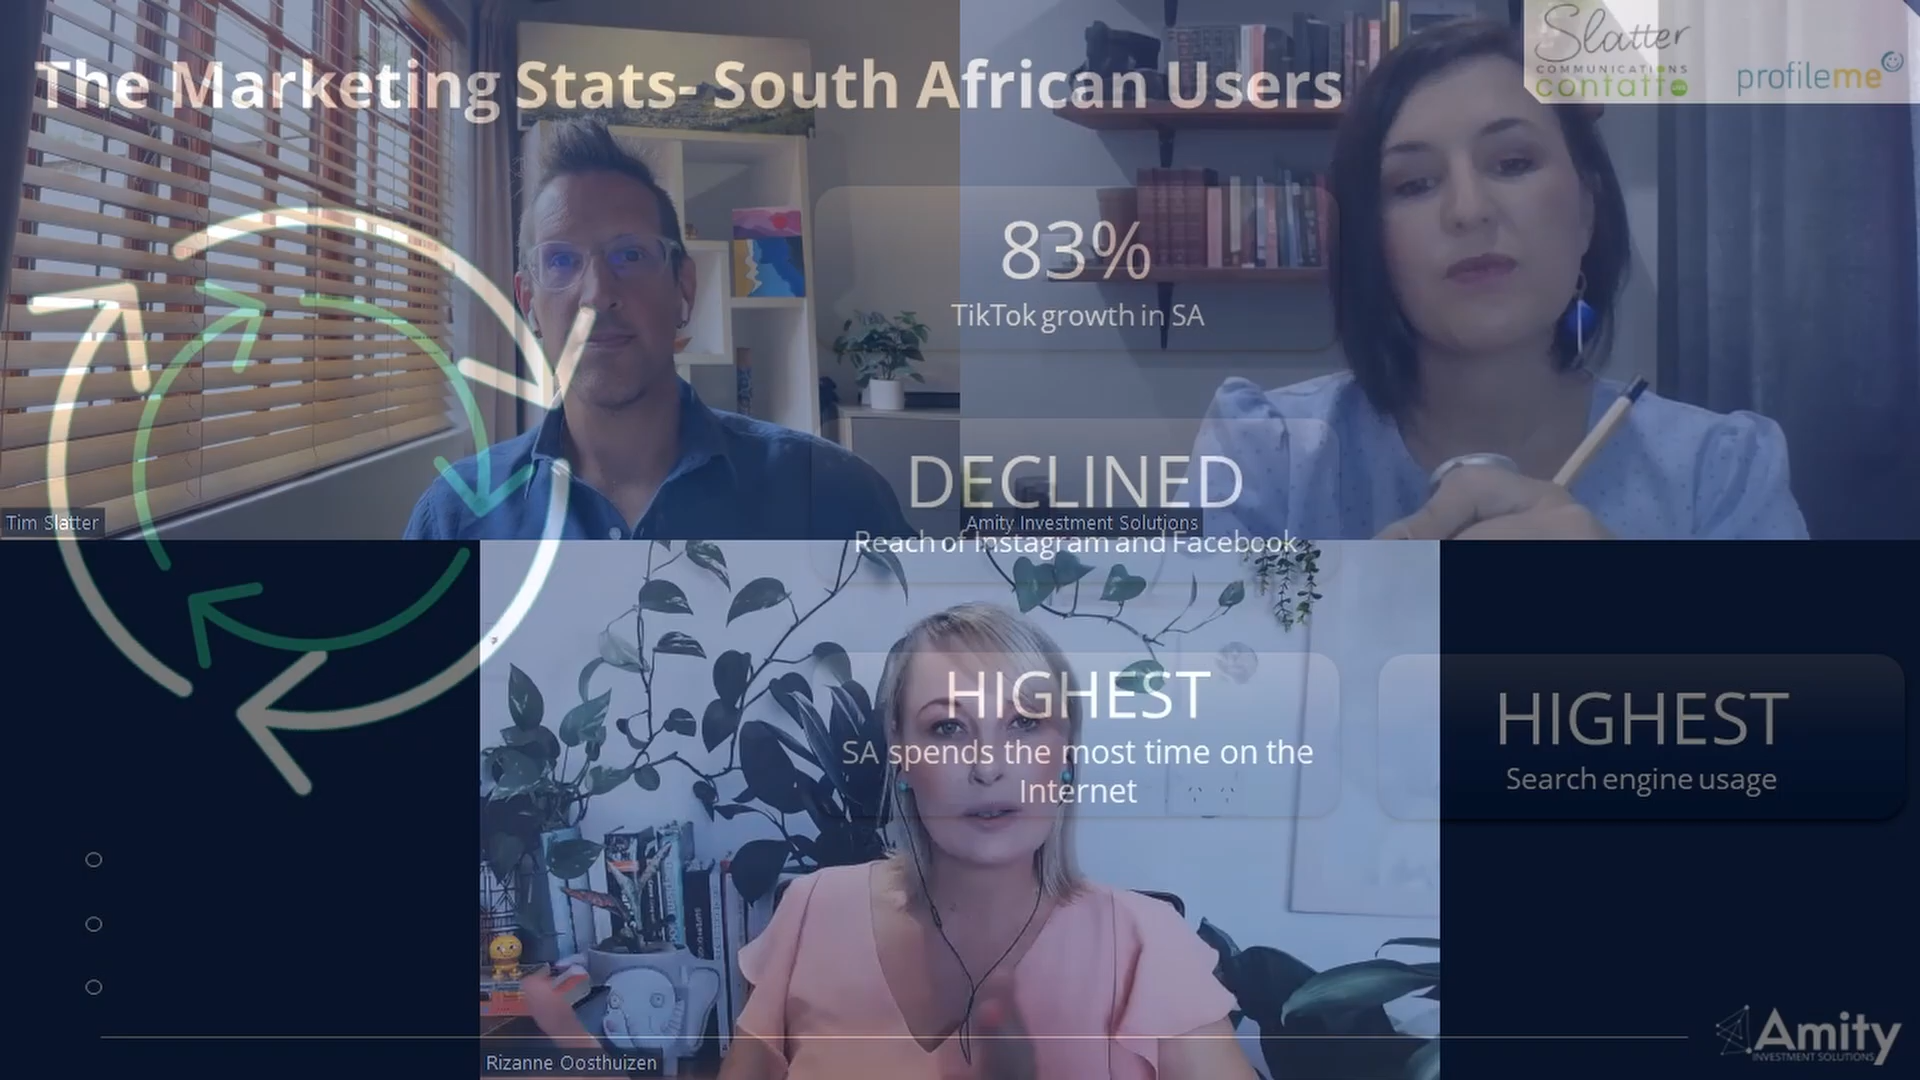 The Marketing Stats- South African Users
Slatter
COMMUNICATIONS
contatto
profileme
83%
TikTok growth in SA
DECLINED
Tim Slatter
Amity Investment Solutions
Reach of Instagram and Facebook
HIGHEST
SA spends the most time on the
Internet
HIGHEST
Search engine usage
Rizanne Oosthuizen
Amity
INVESTMENT SOLUTIONS